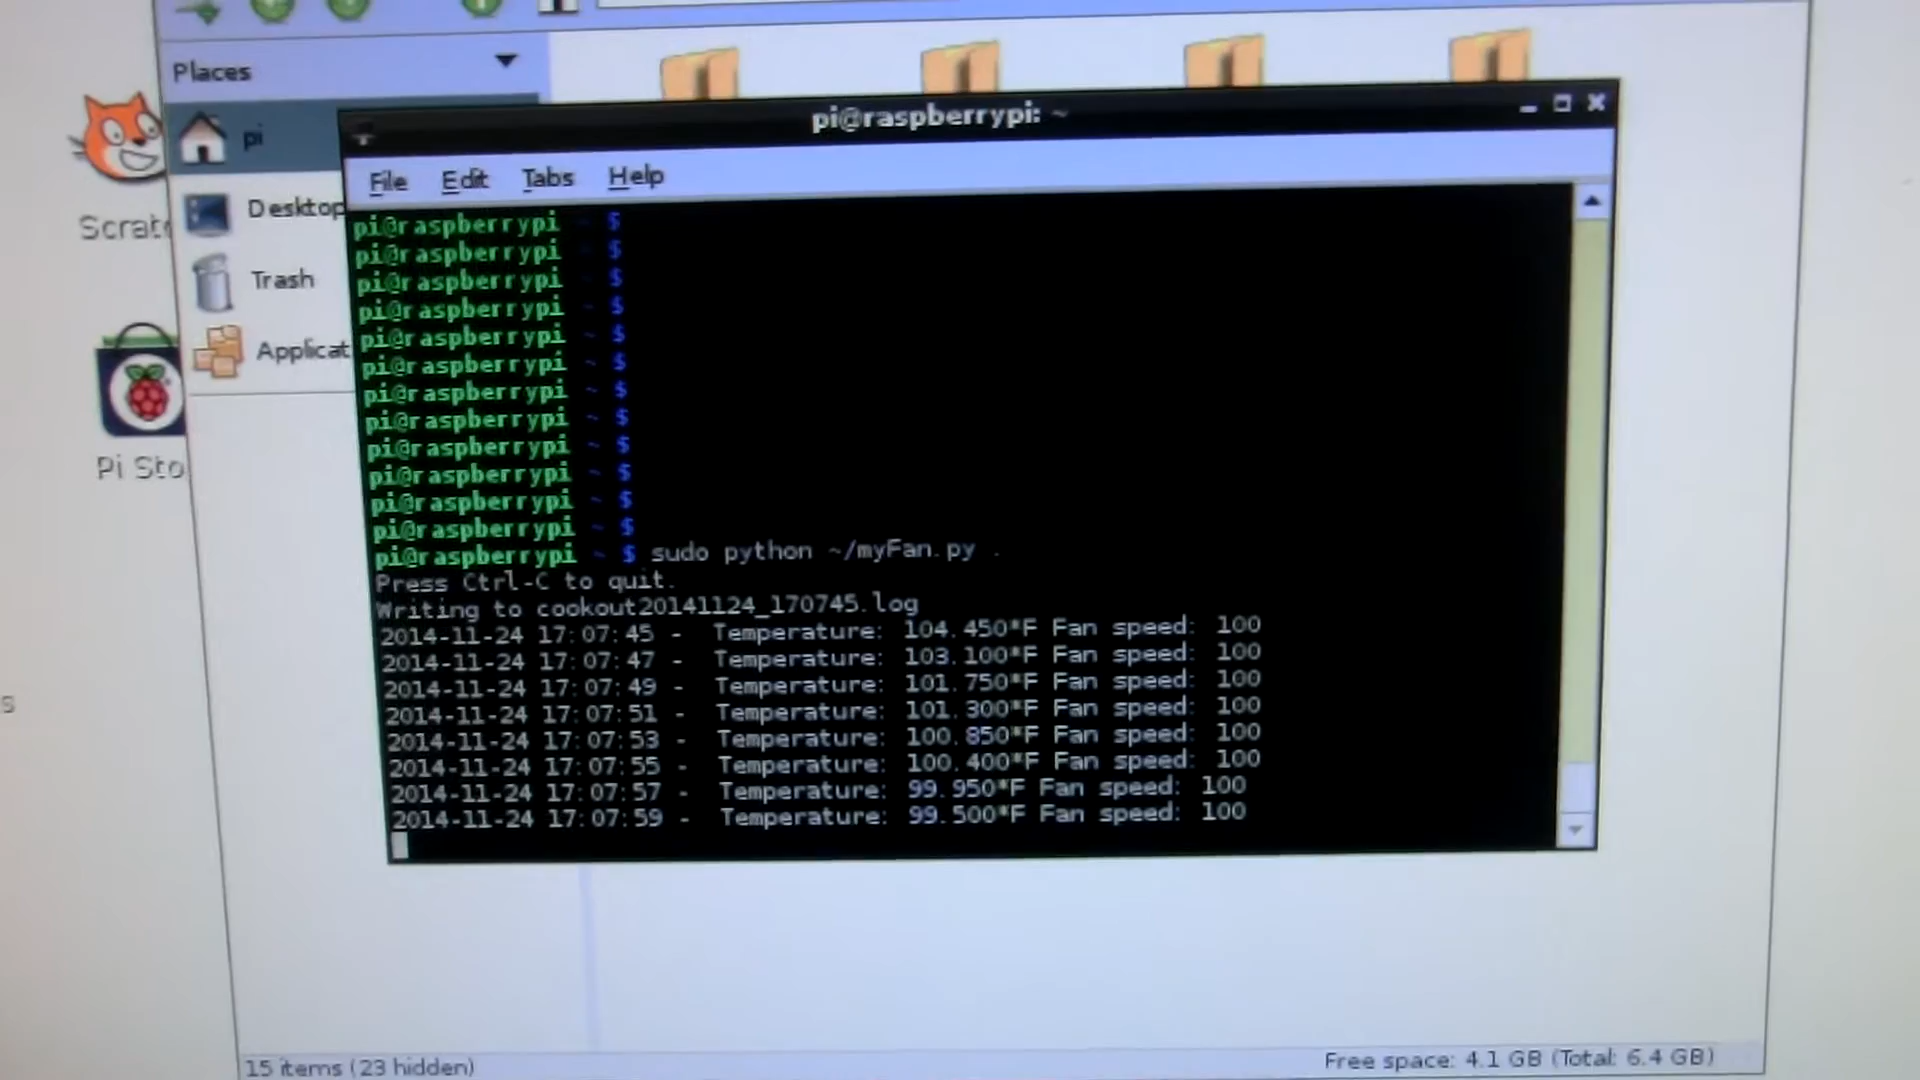 Places
pi
Desktop
Trash
Applicat
Scratc
Pi Sto
s
pi@raspberrypi: ~
File Edit Tabs Help
pi@raspberrypi ~ $
pi@raspberrypi ~ $
pi@raspberrypi ~ $
pi@raspberrypi ~ $
pi@raspberrypi ~ $
pi@raspberrypi ~ $
pi@raspberrypi ~ $
pi@raspberrypi ~ $
pi@raspberrypi ~ $
pi@raspberrypi ~ $
pi@raspberrypi ~ $
pi@raspberrypi ~ $
pi@raspberrypi ~ $ sudo python ~/myFan.py .
Press Ctrl-C to quit.
Writing to cookout20141124_170745.log
2014-11-24 17:07:45 - Temperature: 104.450*F Fan speed: 100
2014-11-24 17:07:47 - Temperature: 103.100*F Fan speed: 100
2014-11-24 17:07:49 - Temperature: 101.750*F Fan speed: 100
2014-11-24 17:07:51 - Temperature: 101.300*F Fan speed: 100
2014-11-24 17:07:53 - Temperature: 100.850*F Fan speed: 100
2014-11-24 17:07:55 - Temperature: 100.400*F Fan speed: 100
2014-11-24 17:07:57 - Temperature: 99.950*F Fan speed: 100
2014-11-24 17:07:59 - Temperature: 99.500*F Fan speed: 100
15 items (23 hidden)
Free space: 4.1 GB (Total: 6.4 GB)